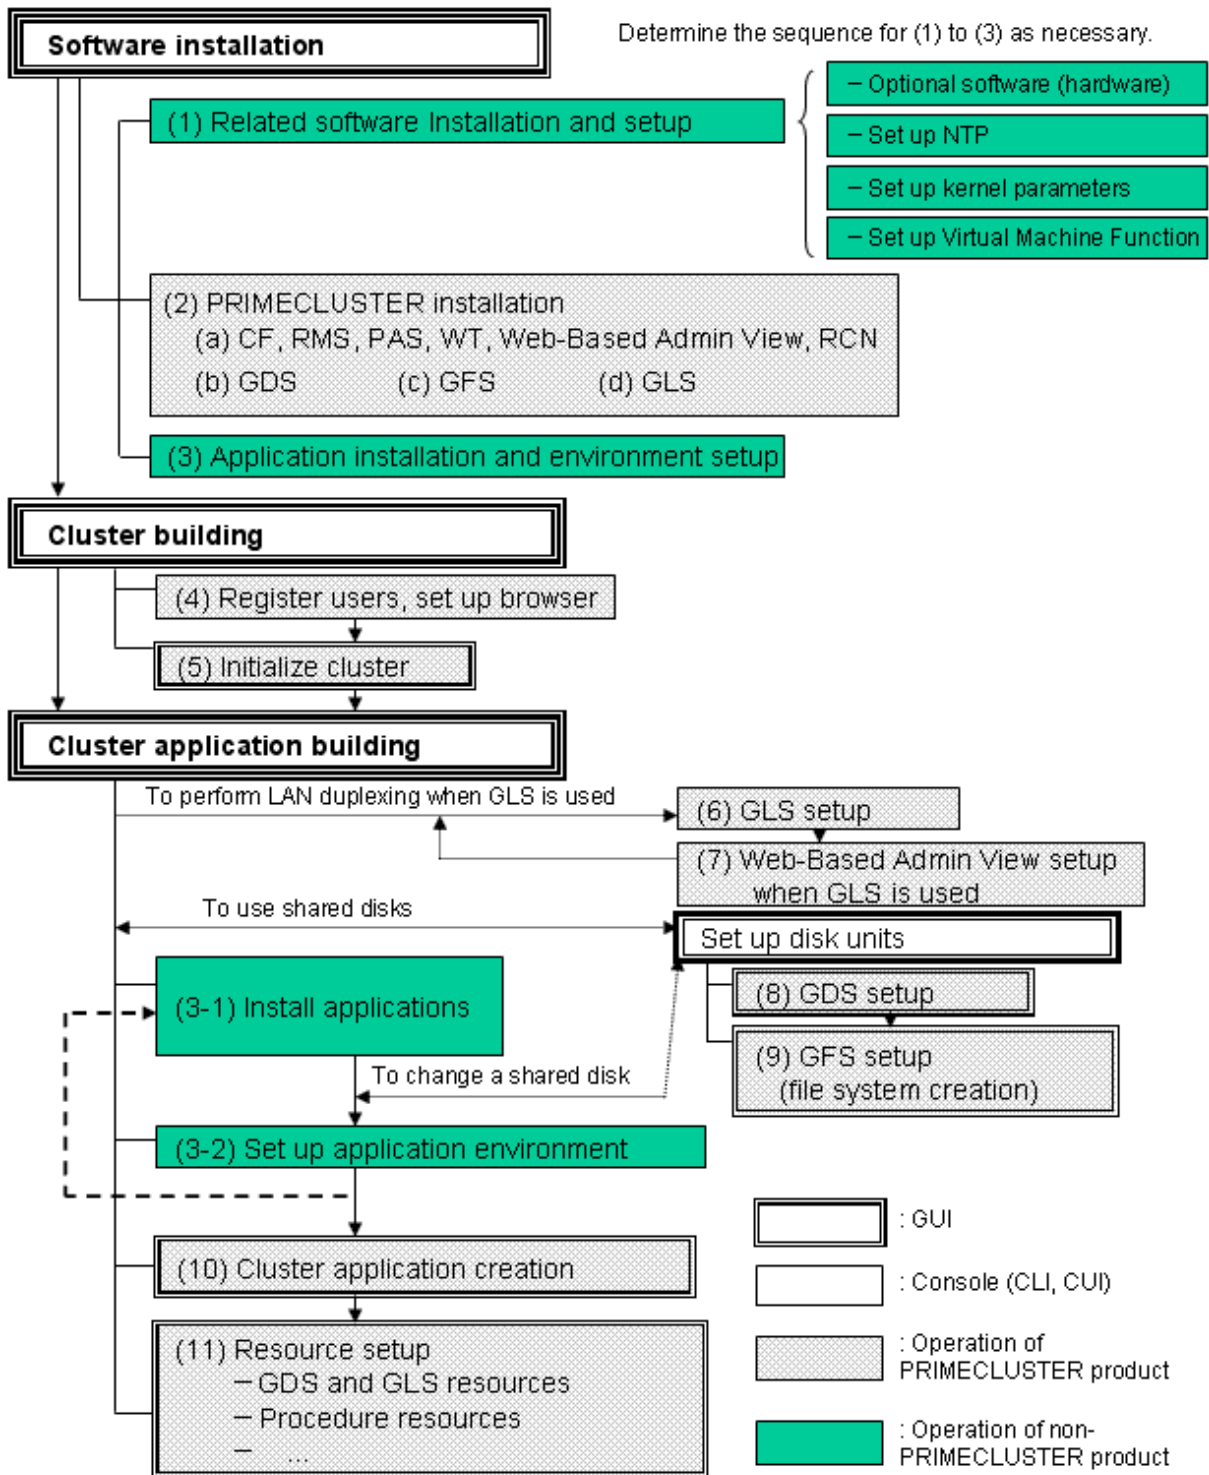 Software installation
Determine the sequence for (1) to (3) as necessary.
(1) Related software Installation and setup
– Optional software (hardware)
– Set up NTP
– Set up kernel parameters
– Set up Virtual Machine Function
(2) PRIMECLUSTER installation
(a) CF, RMS, PAS, WT, Web-Based Admin View, RCN
(b) GDS (c) GFS (d) GLS
(3) Application installation and environment setup
Cluster building
(4) Register users, set up browser
(5) Initialize cluster
Cluster application building
To perform LAN duplexing when GLS is used
(6) GLS setup
(7) Web-Based Admin View setup
when GLS is used
To use shared disks
Set up disk units
(8) GDS setup
(9) GFS setup
(file system creation)
(3-1) Install applications
To change a shared disk
(3-2) Set up application environment
(10) Cluster application creation
(11) Resource setup
– GDS and GLS resources
– Procedure resources
– ...
: GUI
: Console (CLI, CUI)
: Operation of
PRIMECLUSTER product
: Operation of non-
PRIMECLUSTER product